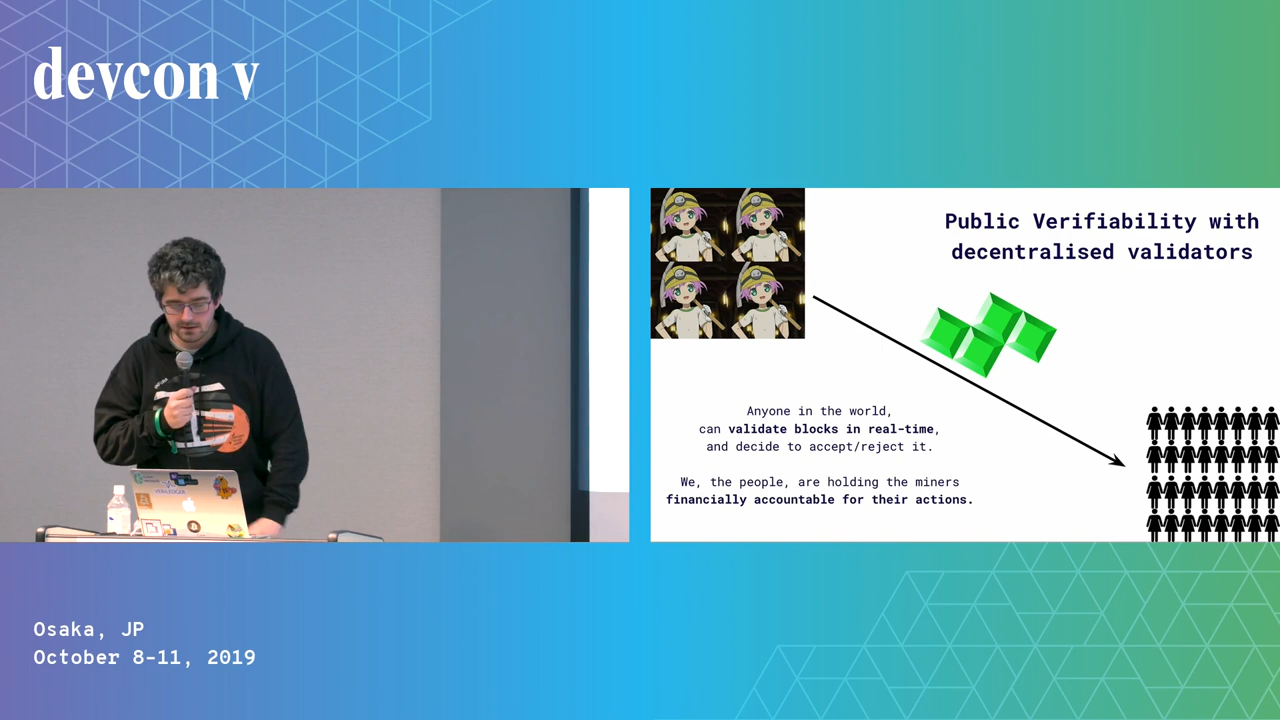 devcon v
Public Verifiability with
decentralised validators
Anyone in the world,
can validate blocks in real-time,
and decide to accept/reject it.
We, the people, are holding the miners
financially accountable for their actions.
Osaka, JP
October 8-11, 2019